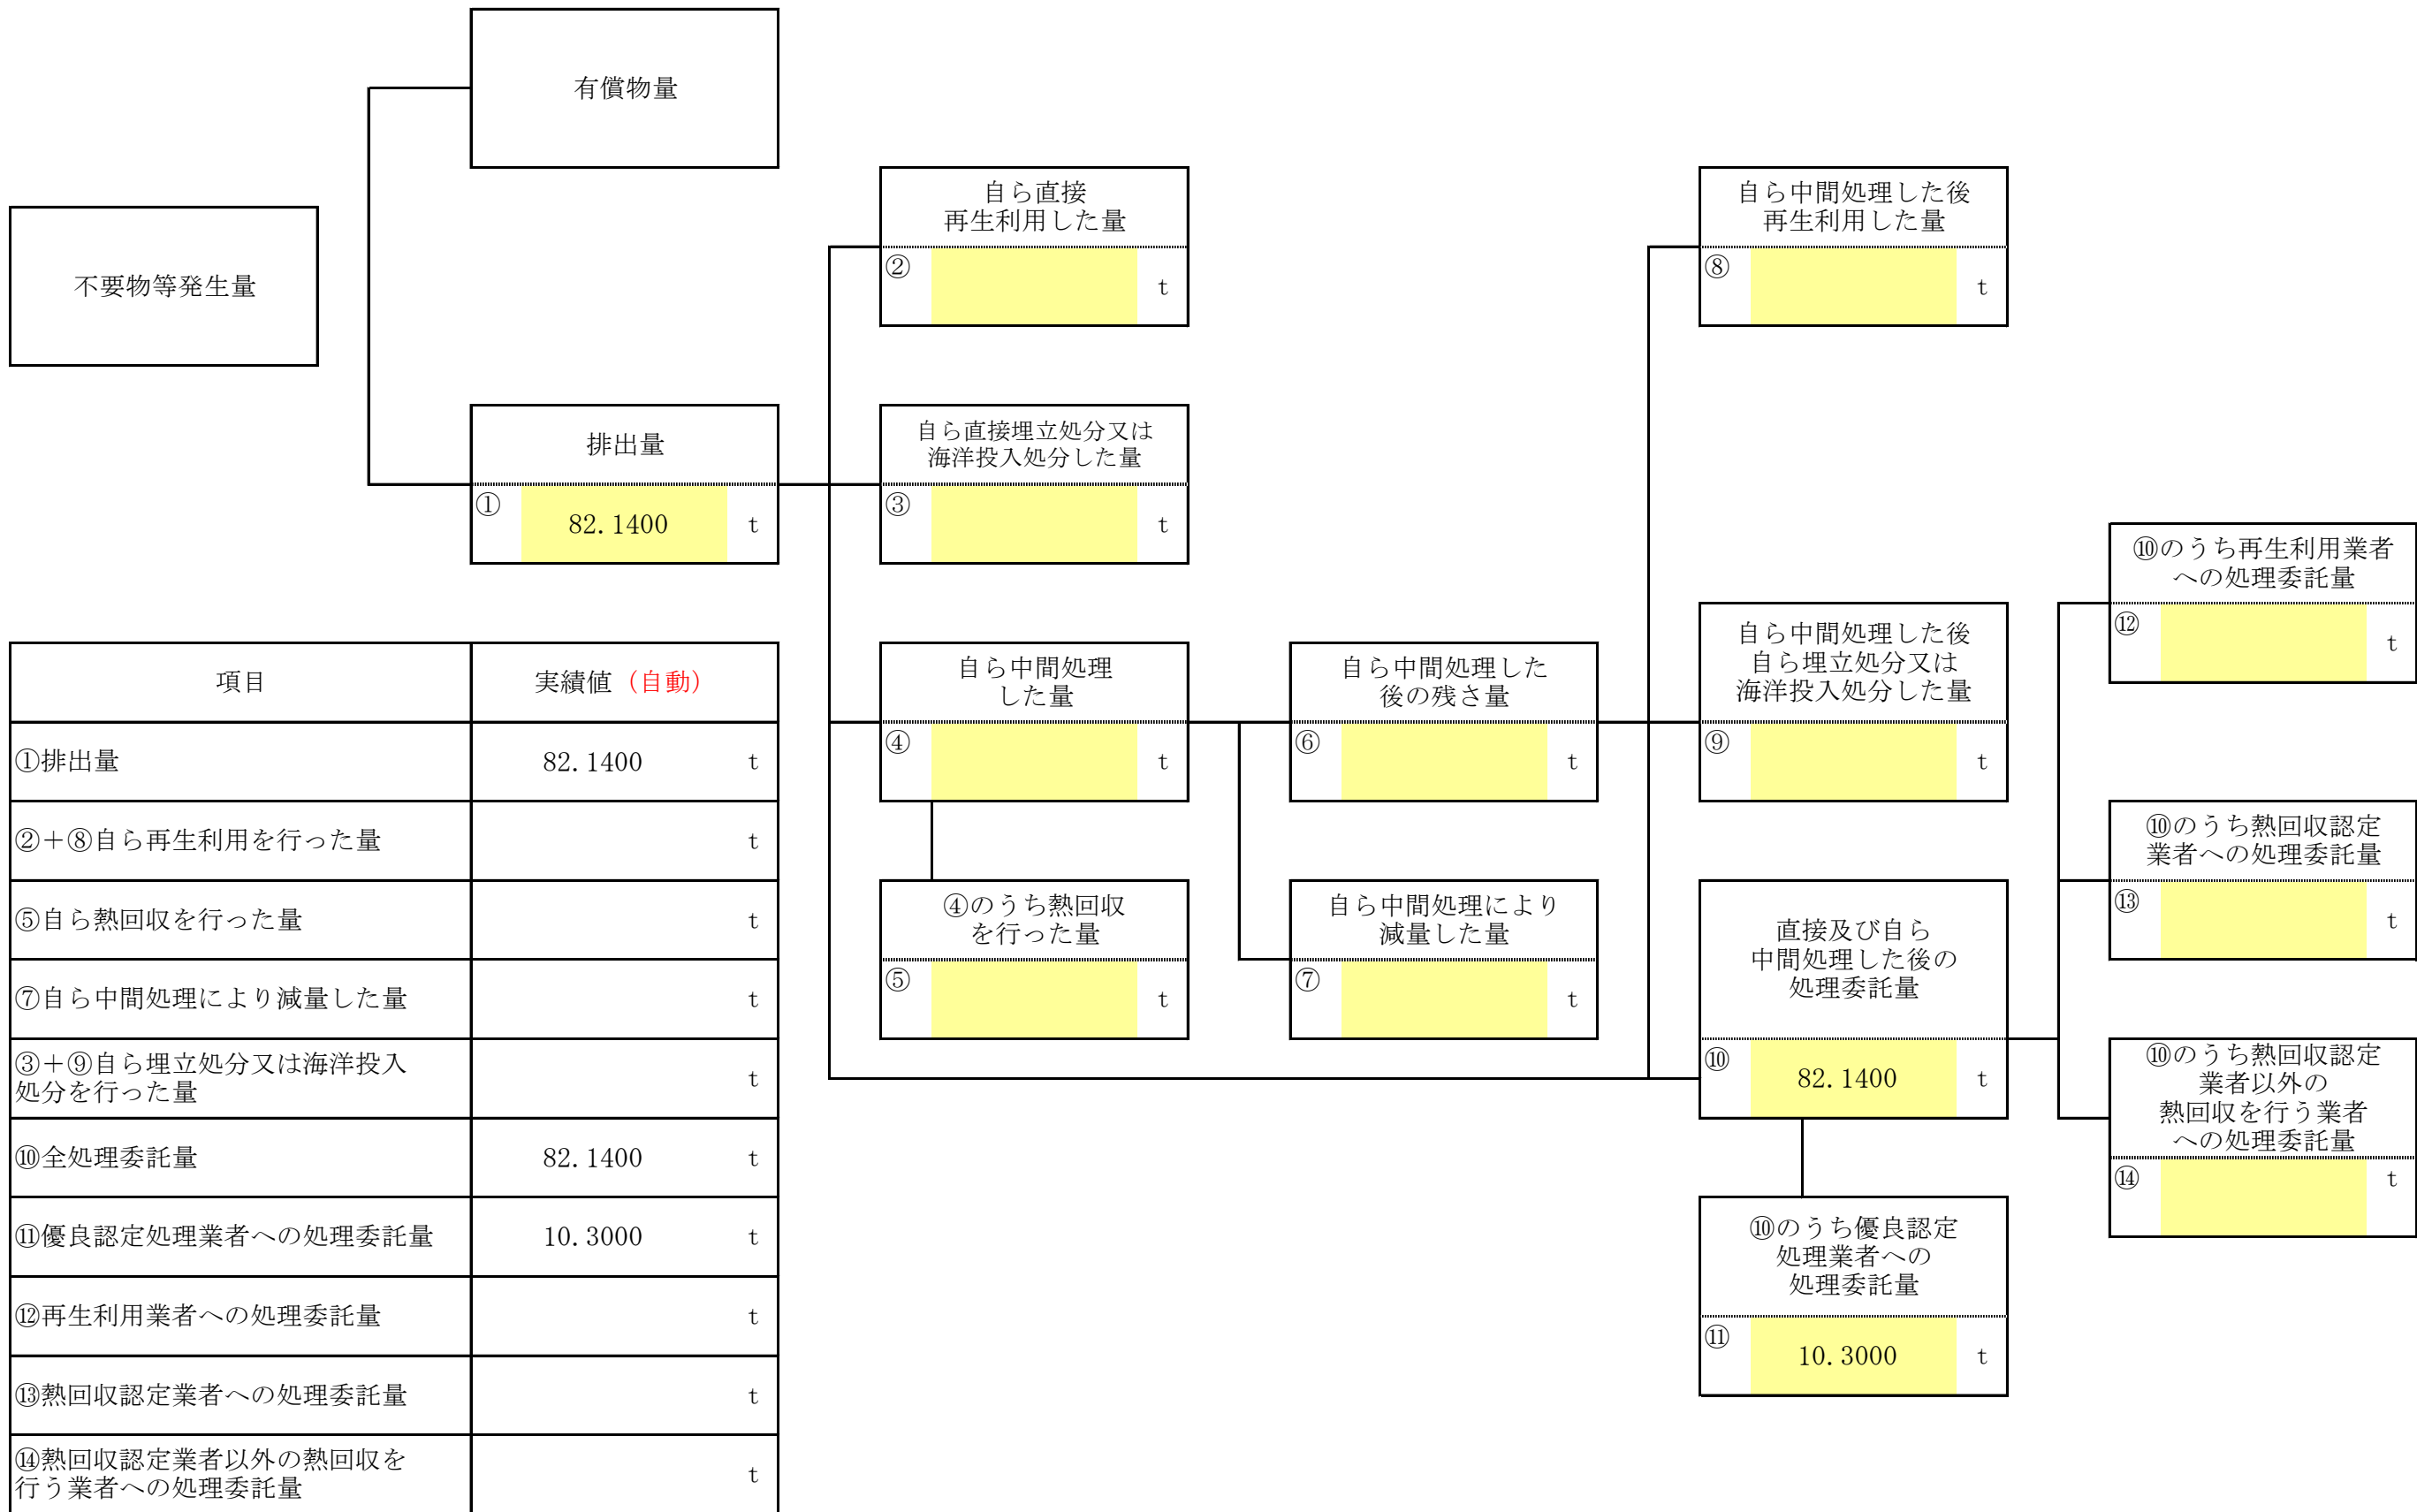 有償物量
不要物等発生量
排出量
① 82.1400 t
自ら直接
再生利用した量
② t
自ら直接埋立処分又は
海洋投入処分した量
③ t
自ら中間処理
した量
④ t
④のうち熱回収
を行った量
⑤ t
自ら中間処理した
後の残さ量
⑥ t
自ら中間処理により
減量した量
⑦ t
自ら中間処理した後
再生利用した量
⑧ t
自ら中間処理した後
自ら埋立処分又は
海洋投入処分した量
⑨ t
直接及び自ら
中間処理した後の
処理委託量
⑩ 82.1400 t
⑩のうち優良認定
処理業者への
処理委託量
⑪ 10.3000 t
⑩のうち再生利用業者
への処理委託量
⑫ t
⑩のうち熱回収認定
業者への処理委託量
⑬ t
⑩のうち熱回収認定
業者以外の
熱回収を行う業者
への処理委託量
⑭ t
項目 実績値（自動）
①排出量 82.1400 t
②＋⑧自ら再生利用を行った量 t
⑤自ら熱回収を行った量 t
⑦自ら中間処理により減量した量 t
③＋⑨自ら埋立処分又は海洋投入
処分を行った量 t
⑩全処理委託量 82.1400 t
⑪優良認定処理業者への処理委託量 10.3000 t
⑫再生利用業者への処理委託量 t
⑬熱回収認定業者への処理委託量 t
⑭熱回収認定業者以外の熱回収を
行う業者への処理委託量 t